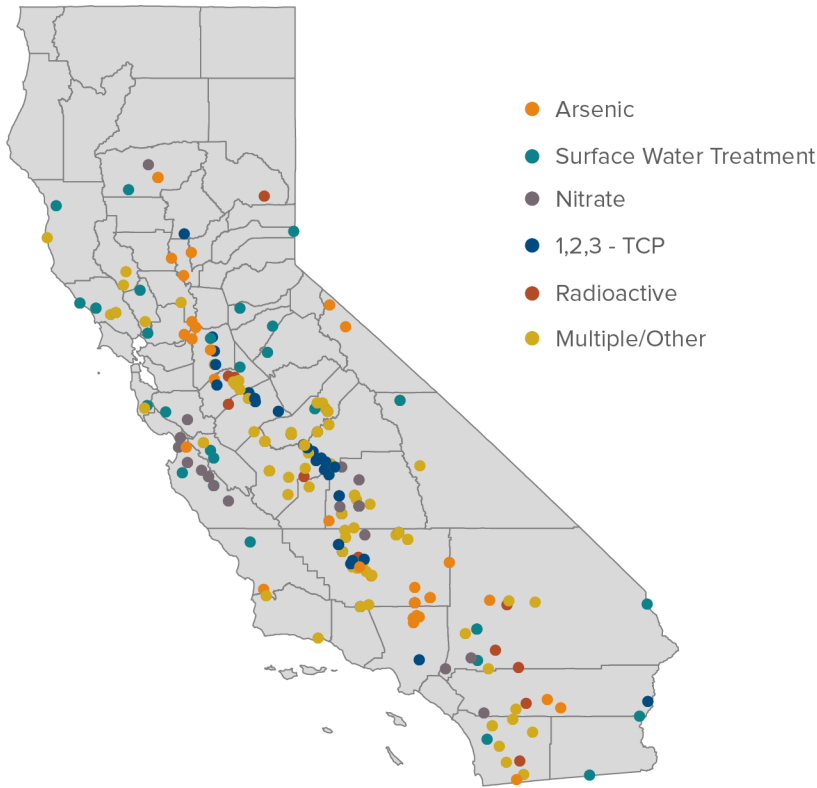 Arsenic
Surface Water Treatment
Nitrate
1,2,3 - TCP
Radioactive
Multiple/Other